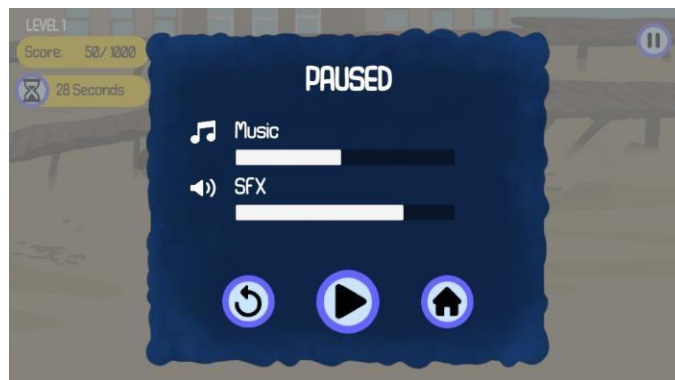 LEVEL 1
Score: 50/1000
28 Seconds
PAUSED
Music
SFX